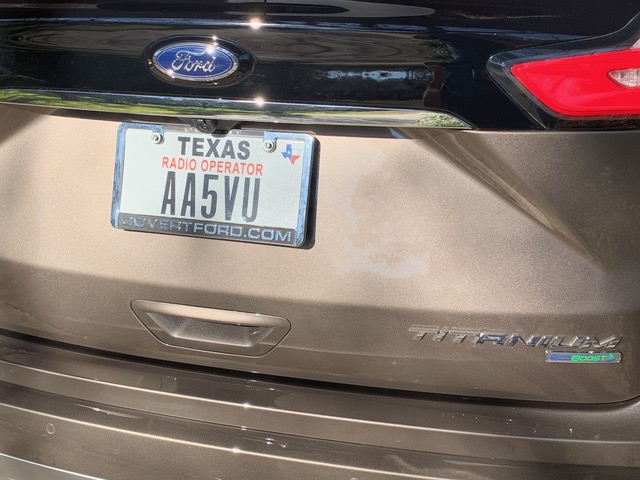 Ford
TEXAS
RADIO OPERATOR
AA5VU
COVERTFORD.COM
TITANIUM
ECOBOOST